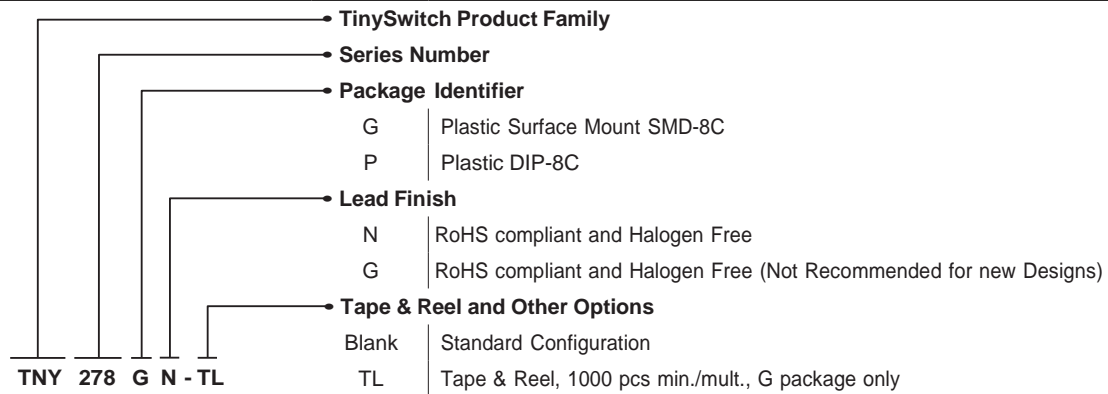 TinySwitch Product Family
Series Number
Package Identifier
G Plastic Surface Mount SMD-8C
P Plastic DIP-8C
Lead Finish
N RoHS compliant and Halogen Free
G RoHS compliant and Halogen Free (Not Recommended for new Designs)
Tape & Reel and Other Options
Blank Standard Configuration
TNY 278 G N - TL TL Tape & Reel, 1000 pcs min./mult., G package only